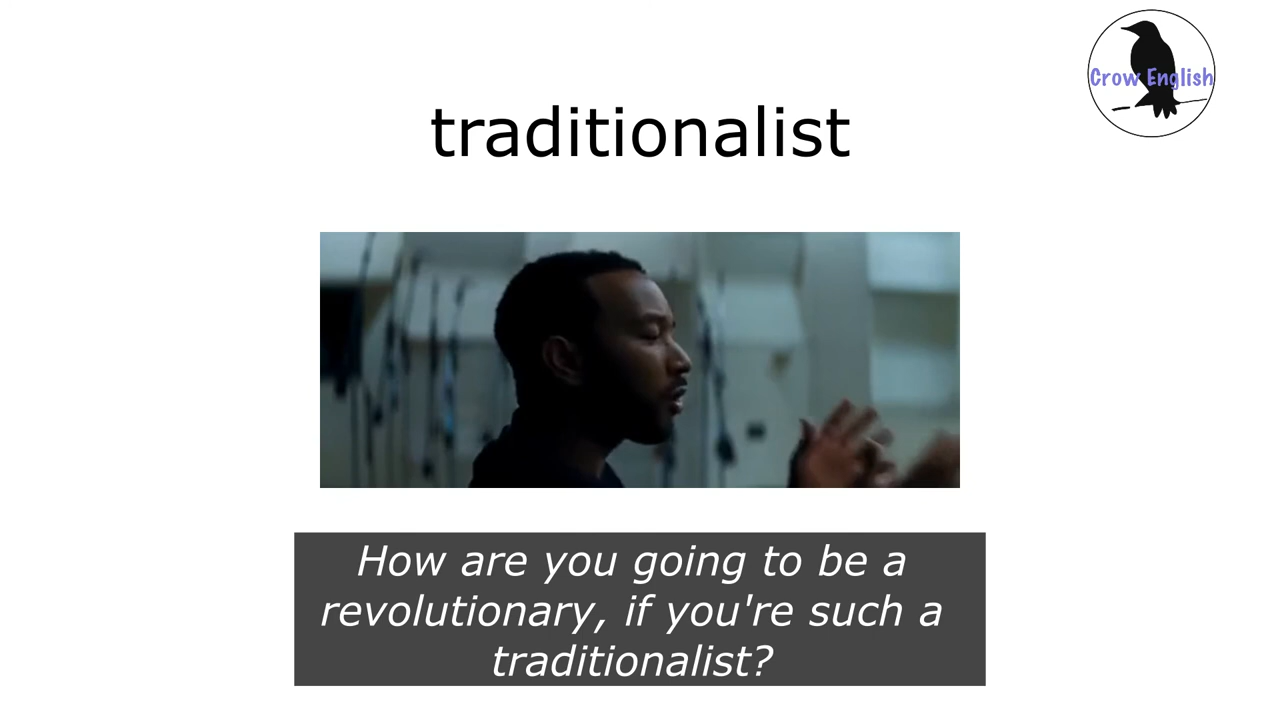 Crow English
traditionalist
How are you going to be a
revolutionary, if you're such a
traditionalist?